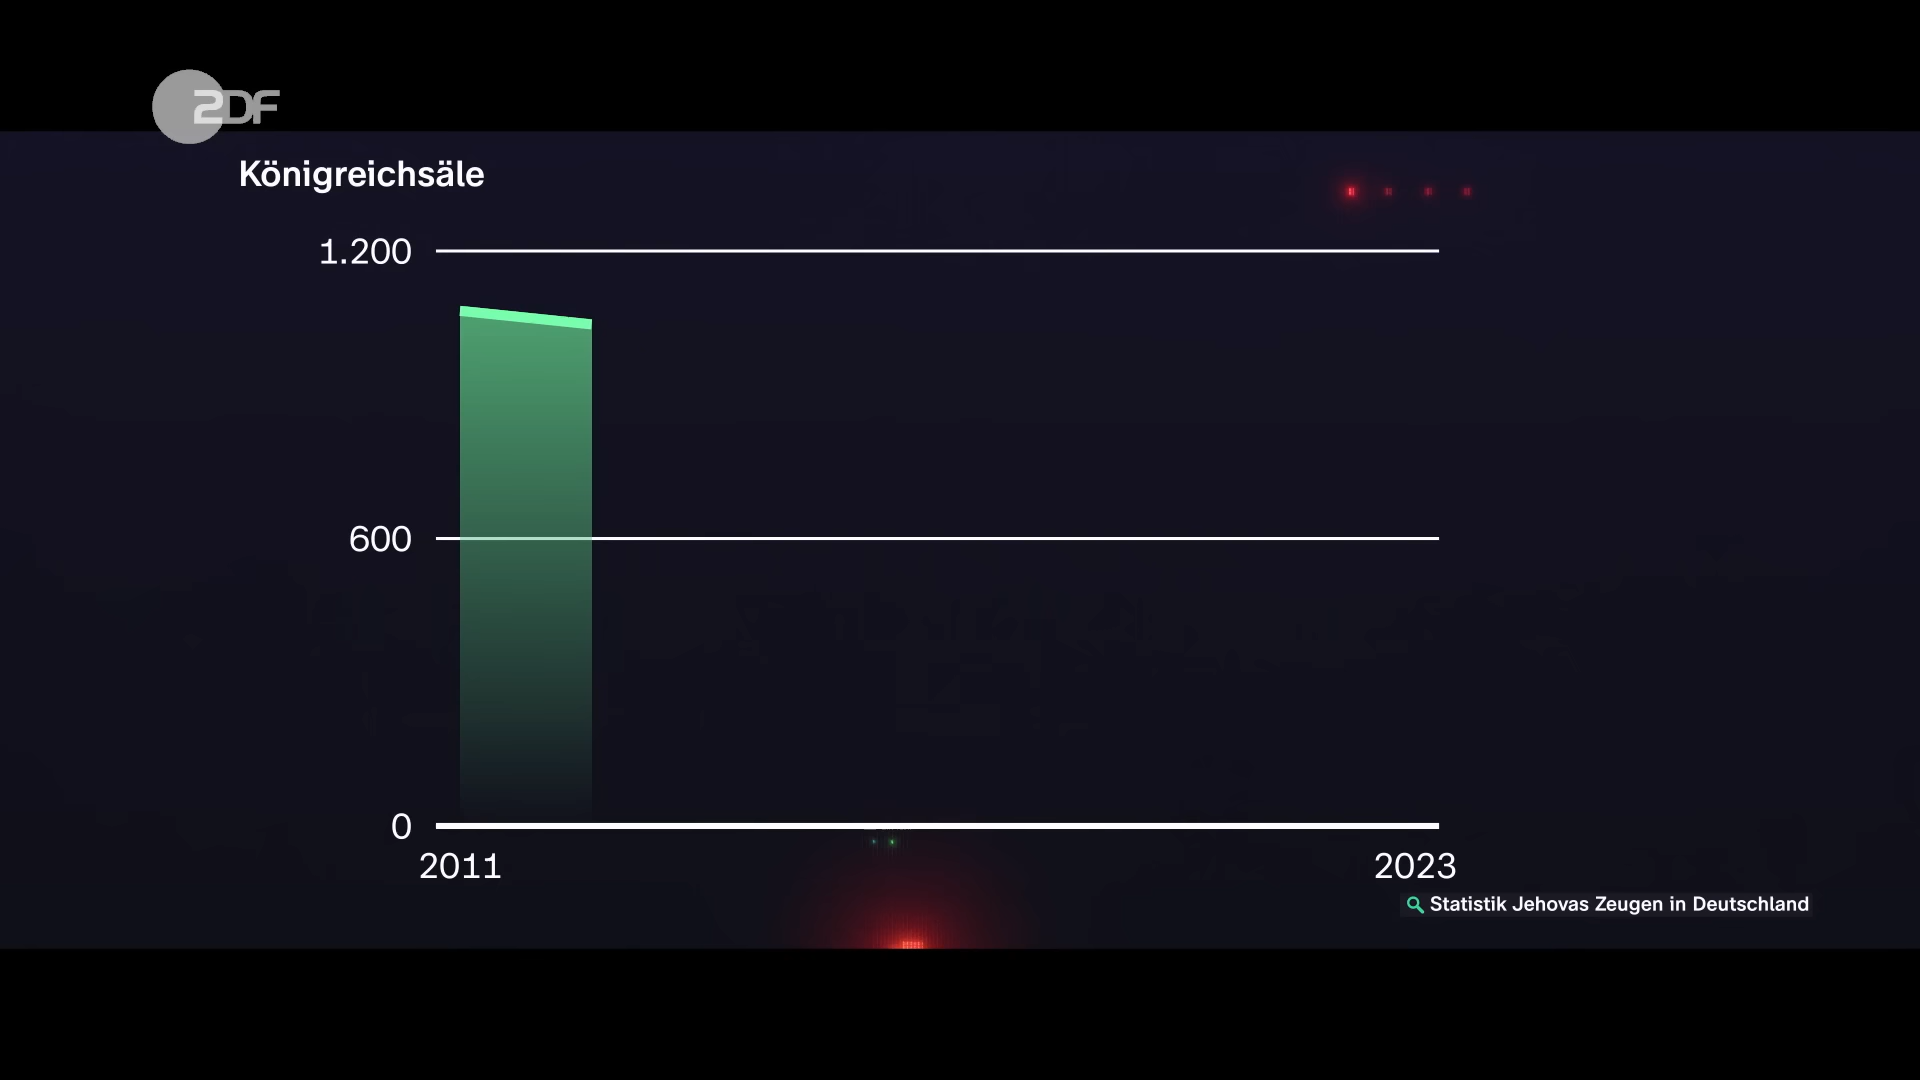 ZDF
Königreichsäle
1.200
600
0
2011 2023
Statistik Jehovas Zeugen in Deutschland